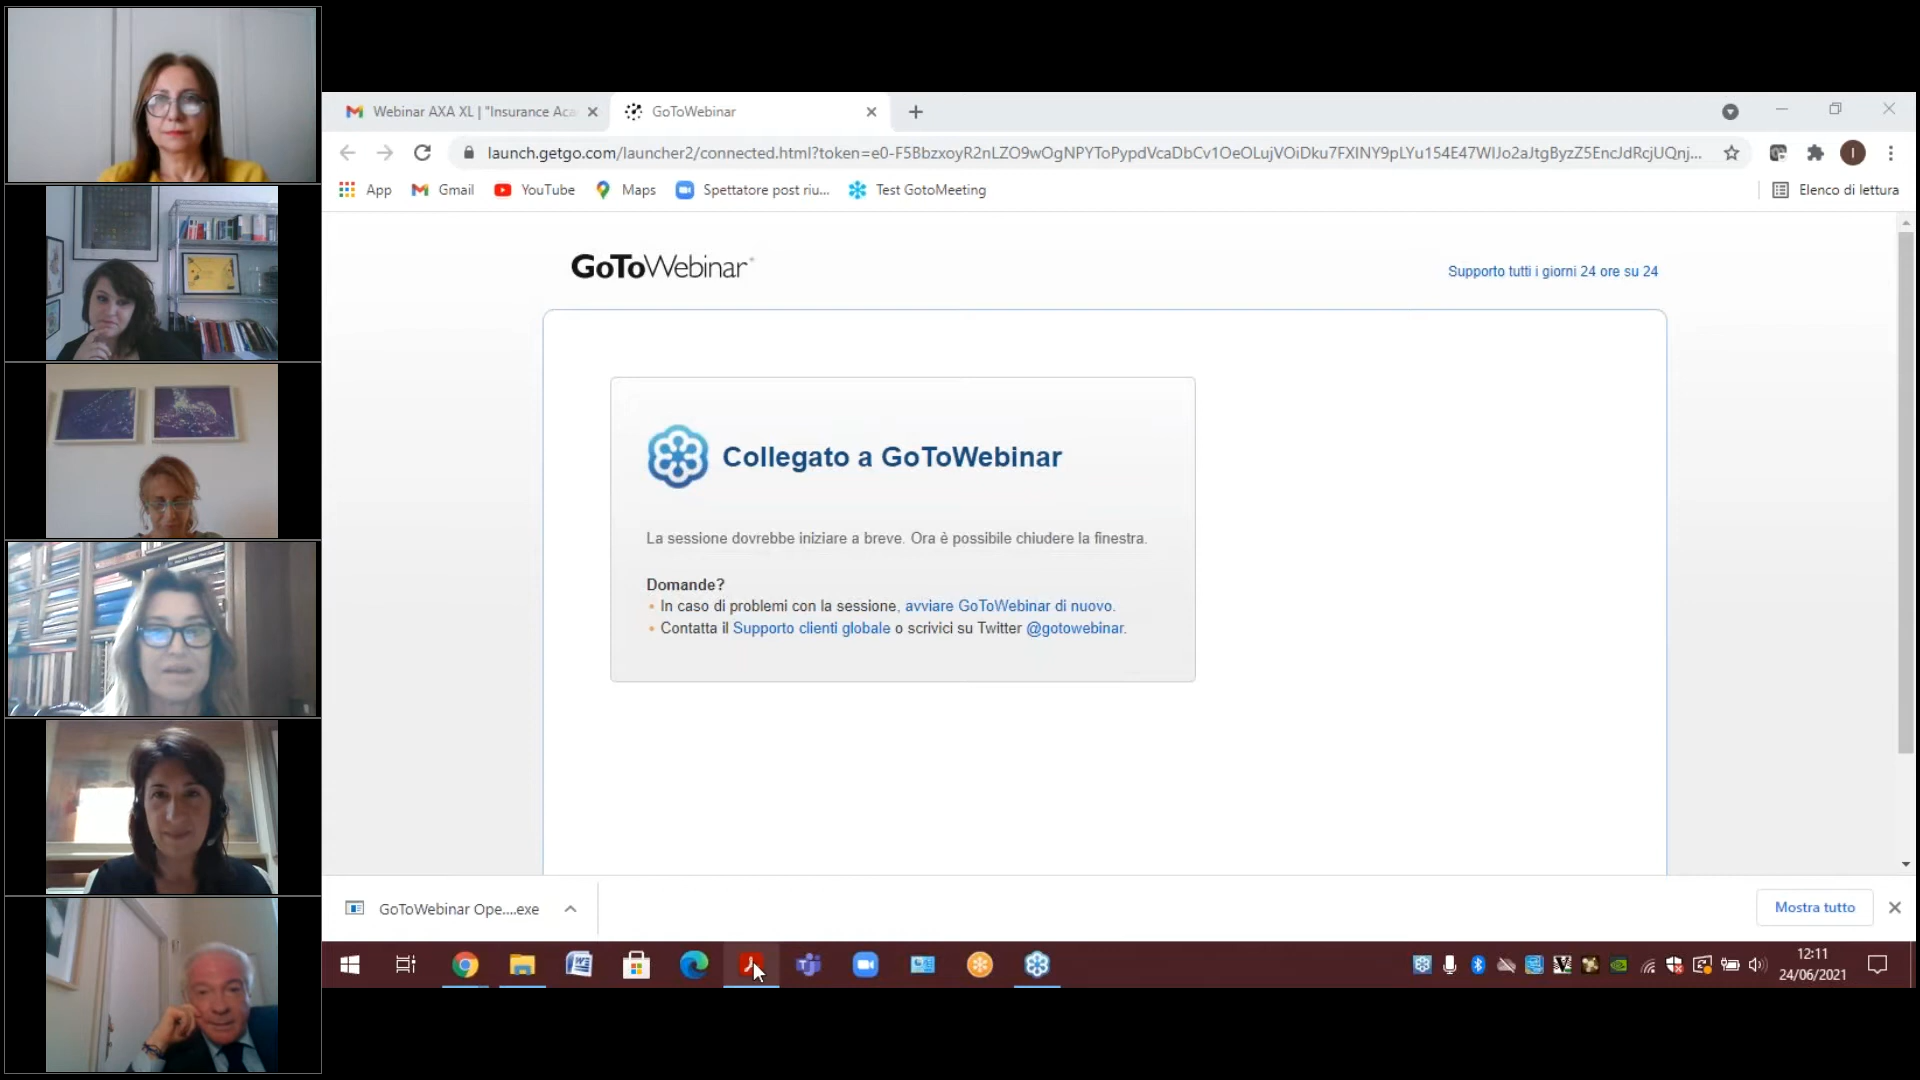 Webinar AXA XL | "Insurance Aca
GoToWebinar
launch.getgo.com/launcher2/connected.html?token=e0-F5BbzxoyR2nLZO9wOgNPYToPypdVcaDbCv1OeOLujVOiDku7FXINY9pLYu154E47WIJo2aJtgByzZ5EncJdRcjUQnj...
App
Gmail
YouTube
Maps
Spettatore post riu...
Test GotoMeeting
Elenco di lettura
GoToWebinar
Supporto tutti i giorni 24 ore su 24
Collegato a GoToWebinar
La sessione dovrebbe iniziare a breve. Ora è possibile chiudere la finestra.
Domande?
• In caso di problemi con la sessione, avviare GoToWebinar di nuovo.
• Contatta il Supporto clienti globale o scrivici su Twitter @gotowebinar.
GoToWebinar Ope....exe
Mostra tutto
12:11
24/06/2021